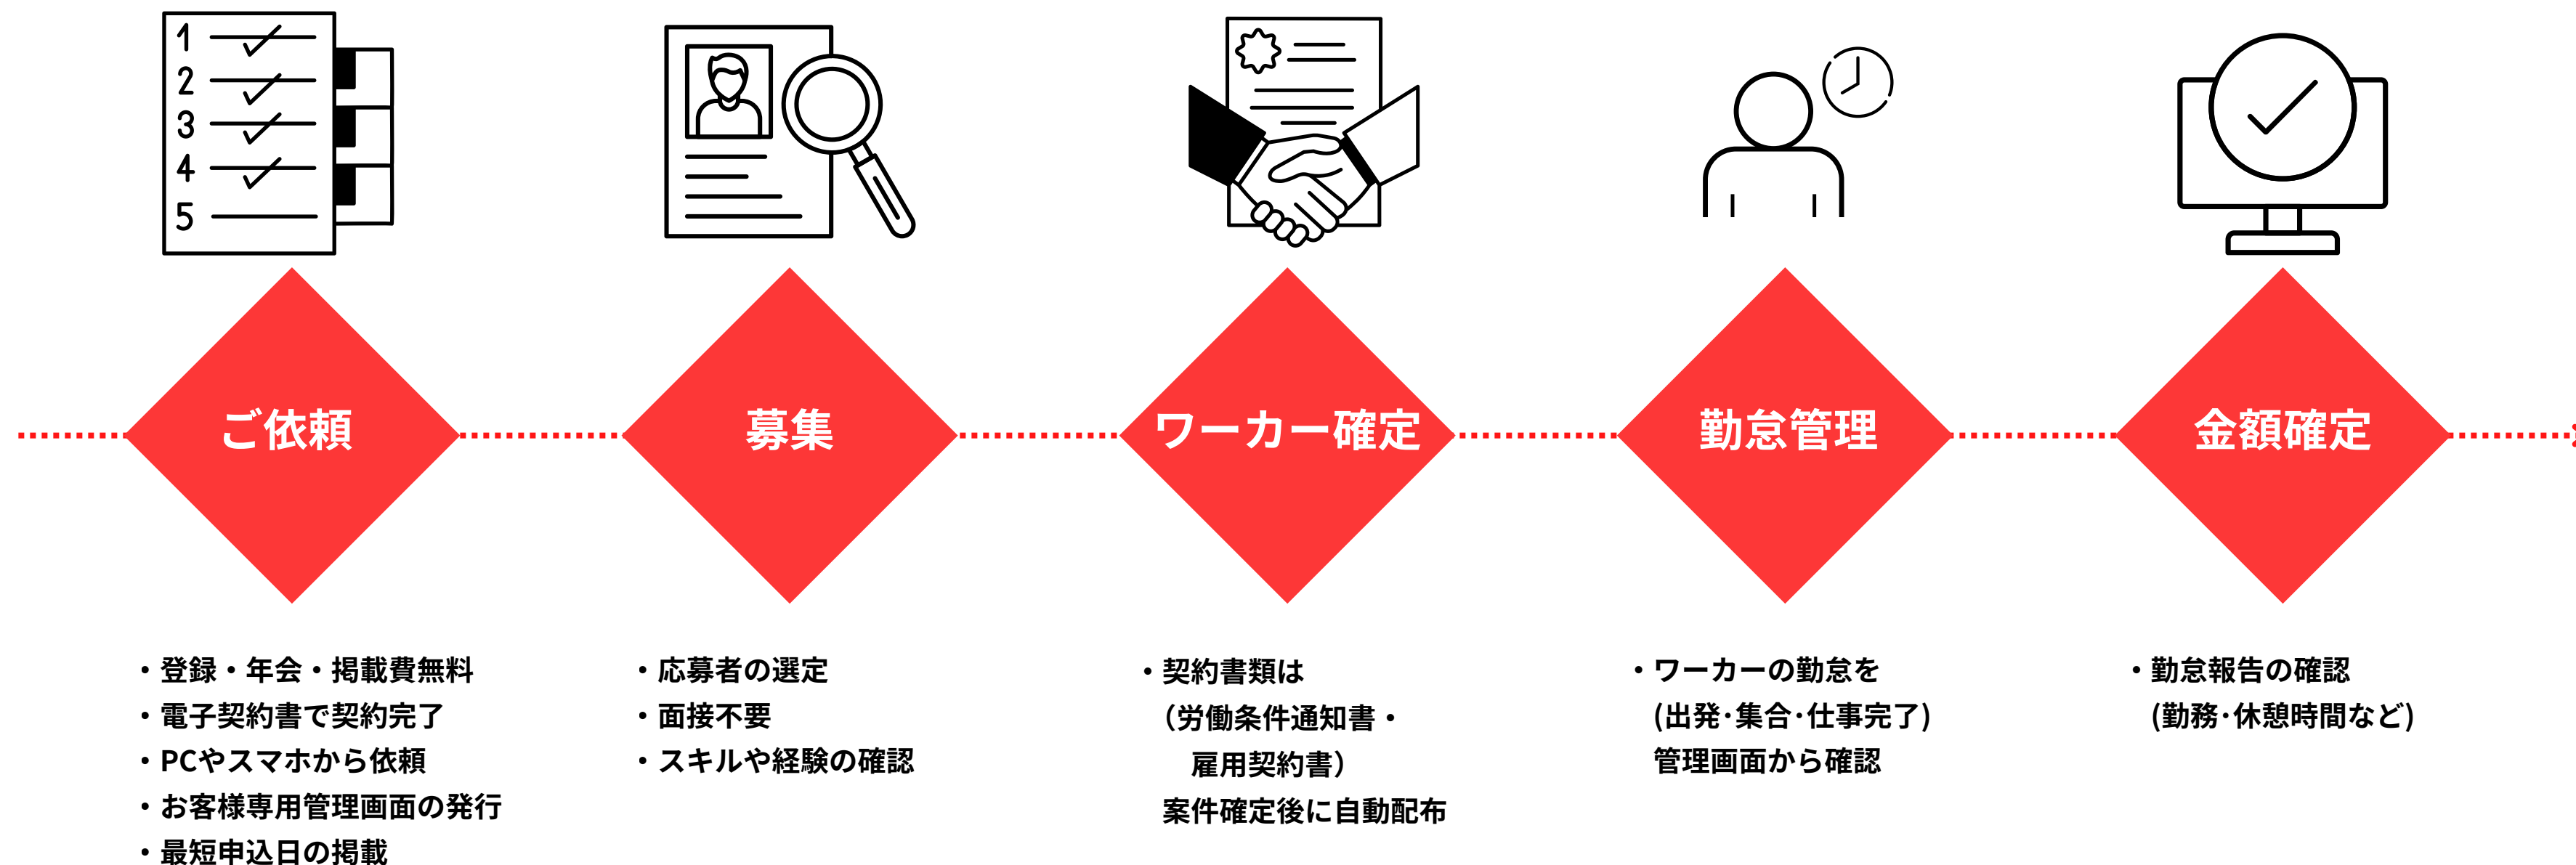 1
2
3
4
5
ご依頼
募集
ワーカー確定
勤怠管理
金額確定
・登録・年会・掲載費無料
・電子契約書で契約完了
・PCやスマホから依頼
・お客様専用管理画面の発行
・最短申込日の掲載
・応募者の選定
・面接不要
・スキルや経験の確認
・契約書類は
（労働条件通知書・
雇用契約書）
案件確定後に自動配布
・ワーカーの勤怠を
(出発･集合･仕事完了)
管理画面から確認
・勤怠報告の確認
(勤務･休憩時間など)